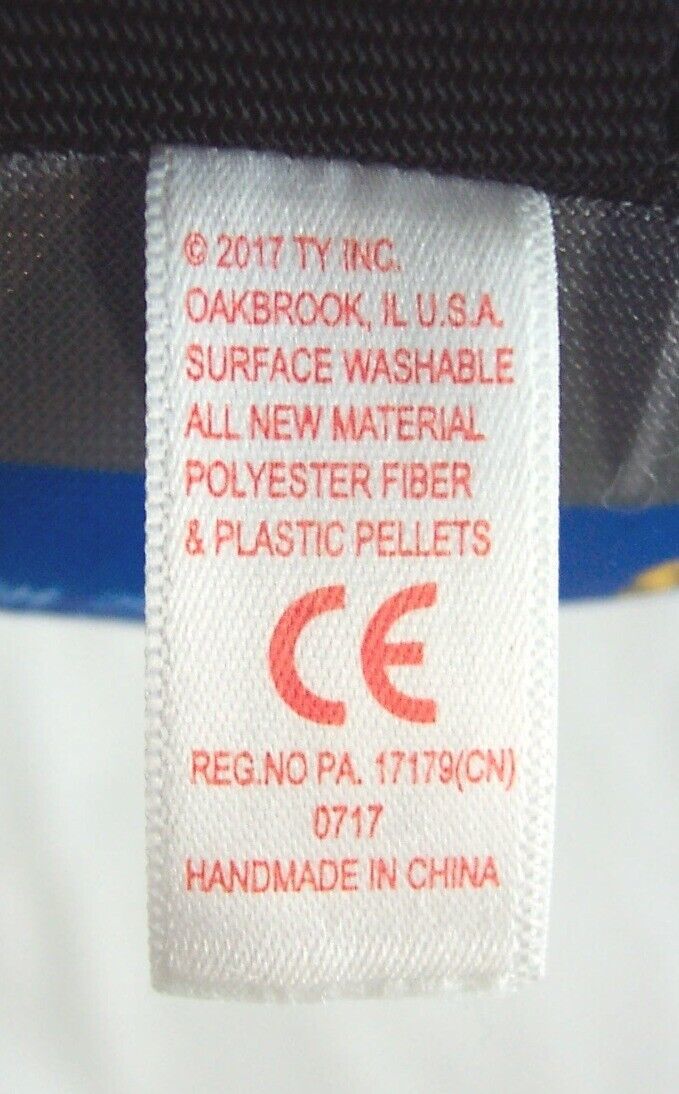 © 2017 TY INC.
OAKBROOK, IL U.S.A.
SURFACE WASHABLE
ALL NEW MATERIAL
POLYESTER FIBER
& PLASTIC PELLETS
CE
REG.NO PA. 17179(CN)
0717
HANDMADE IN CHINA